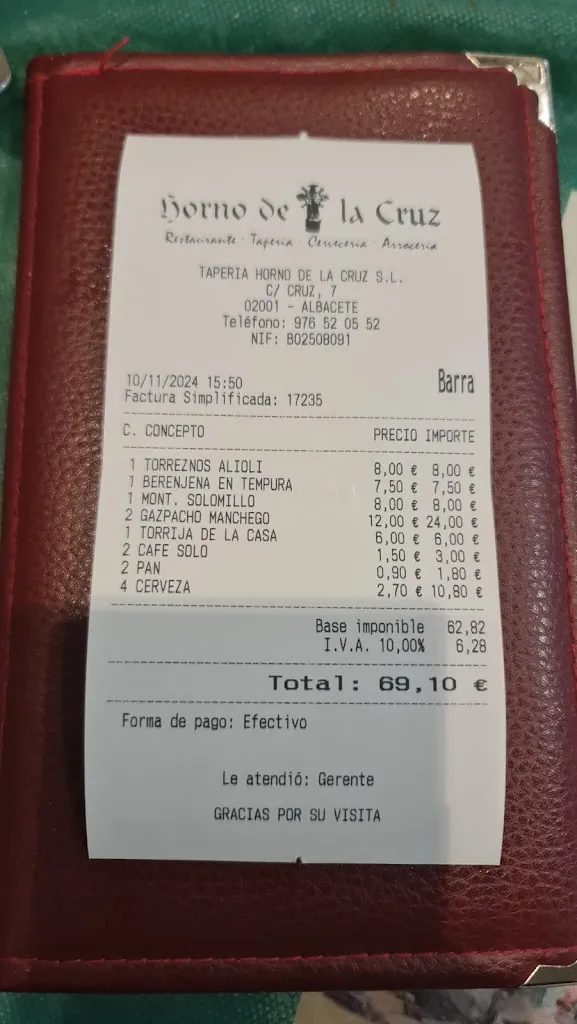 Horno de la Cruz
Restaurante · Taperia · Cerveceria · Arroceria
TAPERIA HORNO DE LA CRUZ S.L.
C/ CRUZ, 7
02001 - ALBACETE
Teléfono: 976 52 05 52
NIF: B02508091
10/11/2024 15:50 Barra
Factura Simplificada: 17235
C. CONCEPTO PRECIO IMPORTE
1 TORREZNOS ALIOLI 8,00 € 8,00 €
1 BERENJENA EN TEMPURA 7,50 € 7,50 €
1 MONT. SOLOMILLO 8,00 € 8,00 €
2 GAZPACHO MANCHEGO 12,00 € 24,00 €
1 TORRIJA DE LA CASA 6,00 € 6,00 €
2 CAFE SOLO 1,50 € 3,00 €
2 PAN 0,90 € 1,80 €
4 CERVEZA 2,70 € 10,80 €
Base imponible 62,82
I.V.A. 10,00% 6,28
Total: 69,10 €
Forma de pago: Efectivo
Le atendió: Gerente
GRACIAS POR SU VISITA